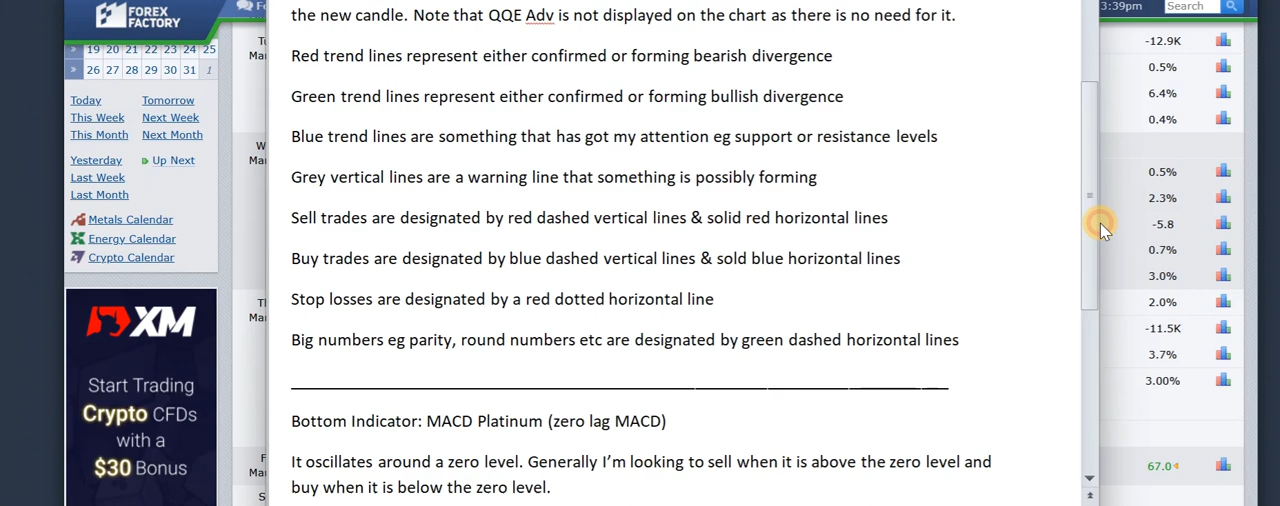 FOREX
FACTORY
3:39pm
Search
» 19 20 21 22 23 24 25
» 26 27 28 29 30 31 1
Today Tomorrow
This Week Next Week
This Month Next Month
Yesterday Up Next
Last Week
Last Month
Metals Calendar
Energy Calendar
Crypto Calendar
XM
Start Trading
Crypto CFDs
with a
$30 Bonus
the new candle. Note that QQE Adv is not displayed on the chart as there is no need for it.
Red trend lines represent either confirmed or forming bearish divergence
Green trend lines represent either confirmed or forming bullish divergence
Blue trend lines are something that has got my attention eg support or resistance levels
Grey vertical lines are a warning line that something is possibly forming
Sell trades are designated by red dashed vertical lines & solid red horizontal lines
Buy trades are designated by blue dashed vertical lines & sold blue horizontal lines
Stop losses are designated by a red dotted horizontal line
Big numbers eg parity, round numbers etc are designated by green dashed horizontal lines
Bottom Indicator: MACD Platinum (zero lag MACD)
It oscillates around a zero level. Generally I'm looking to sell when it is above the zero level and
buy when it is below the zero level.
-12.9K
0.5%
6.4%
0.4%
0.5%
2.3%
-5.8
0.7%
3.0%
2.0%
-11.5K
3.7%
3.00%
67.0